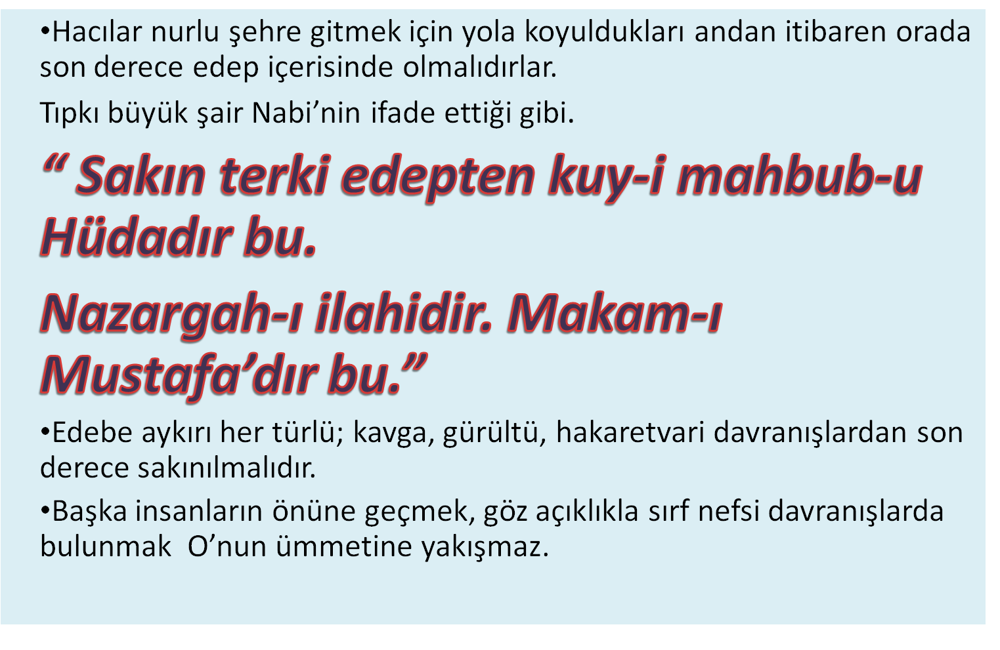 •Hacılar nurlu şehre gitmek için yola koyuldukları andan itibaren orada
son derece edep içerisinde olmalıdırlar.
Tıpkı büyük şair Nabi’nin ifade ettiği gibi.
“ Sakın terki edepten kuy-i mahbub-u
Hüdadır bu.
Nazargah-ı ilahidir. Makam-ı
Mustafa’dır bu.”
•Edebe aykırı her türlü; kavga, gürültü, hakaretvari davranışlardan son
derece sakınılmalıdır.
•Başka insanların önüne geçmek, göz açıklıkla sırf nefsi davranışlarda
bulunmak  O’nun ümmetine yakışmaz.